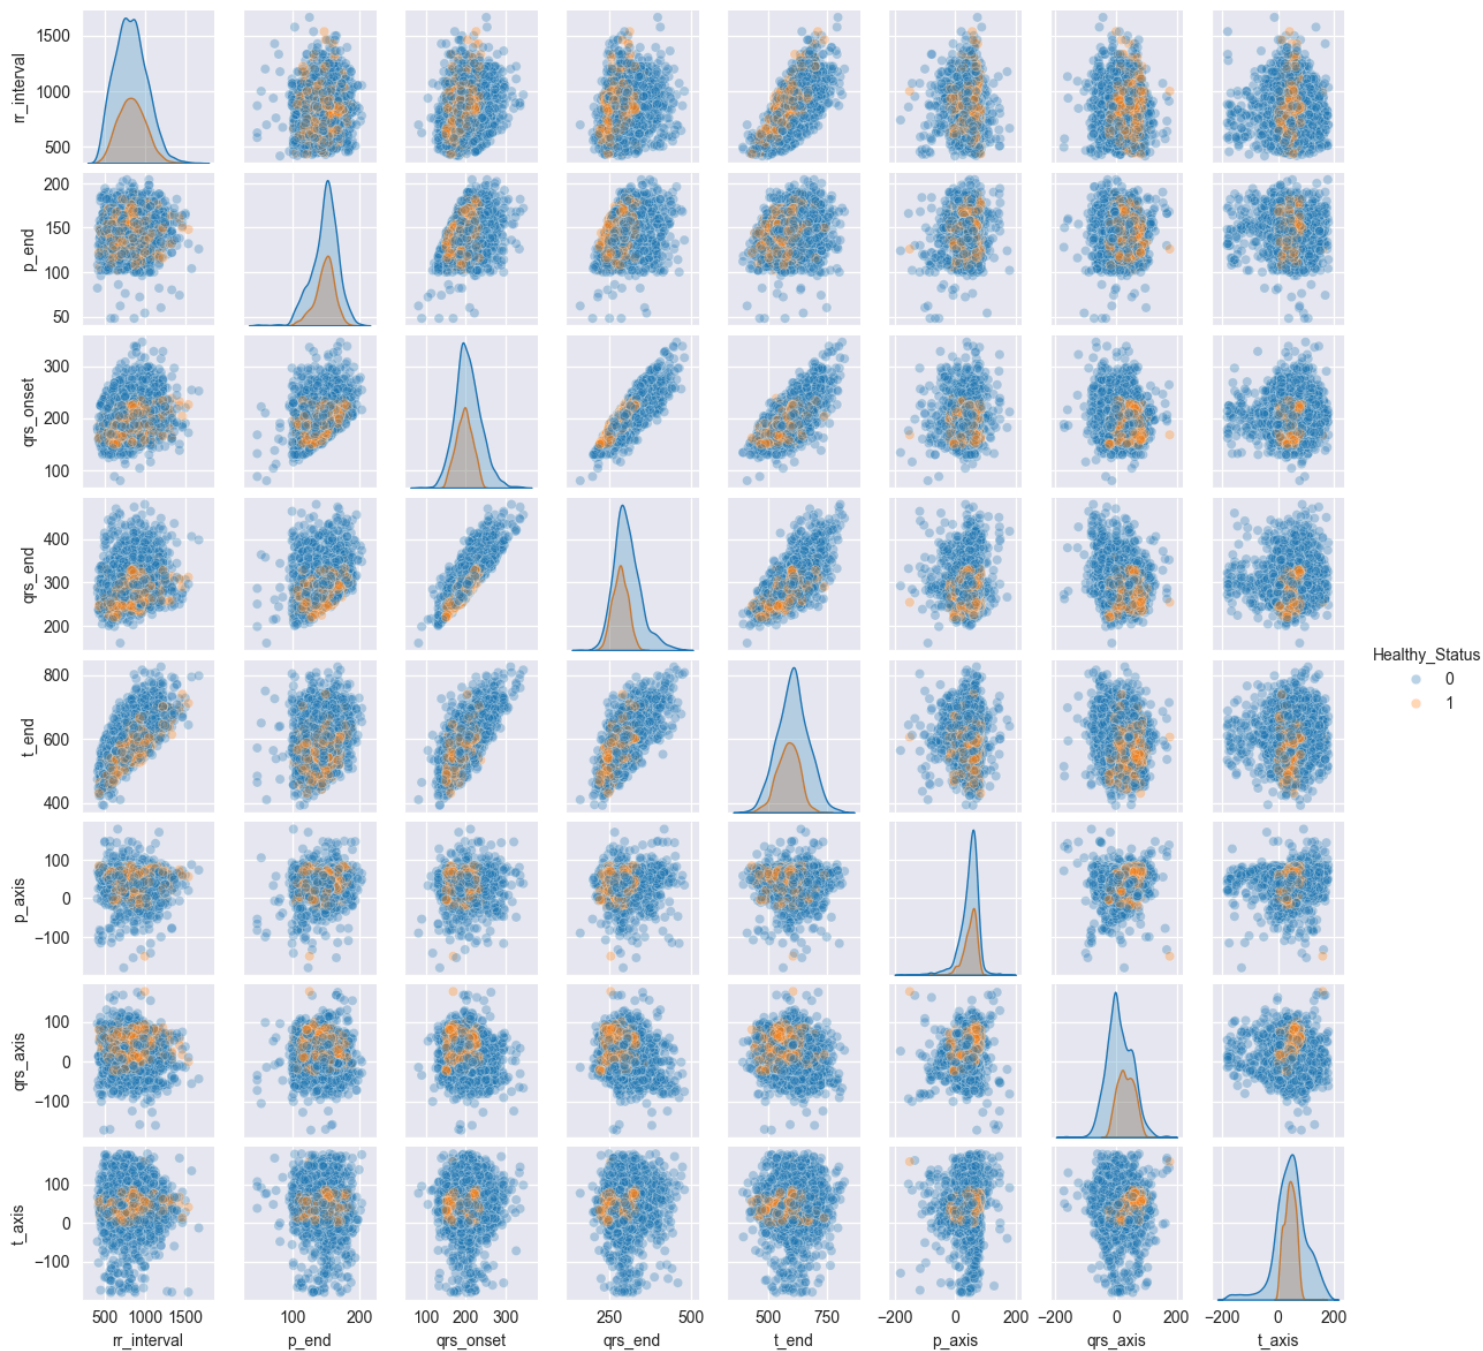 1500
1000
500
rr_interval
200
150
100
50
p_end
300
200
100
qrs_onset
400
300
200
qrs_end
800
600
400
t_end
100
0
−100
p_axis
100
0
−100
qrs_axis
100
0
−100
t_axis
500 1000 1500
rr_interval
100 200
p_end
100 200 300
qrs_onset
250 500
qrs_end
500 750
t_end
−200 0 200
p_axis
−200 0 200
qrs_axis
−200 0 200
t_axis
Healthy_Status
0
1